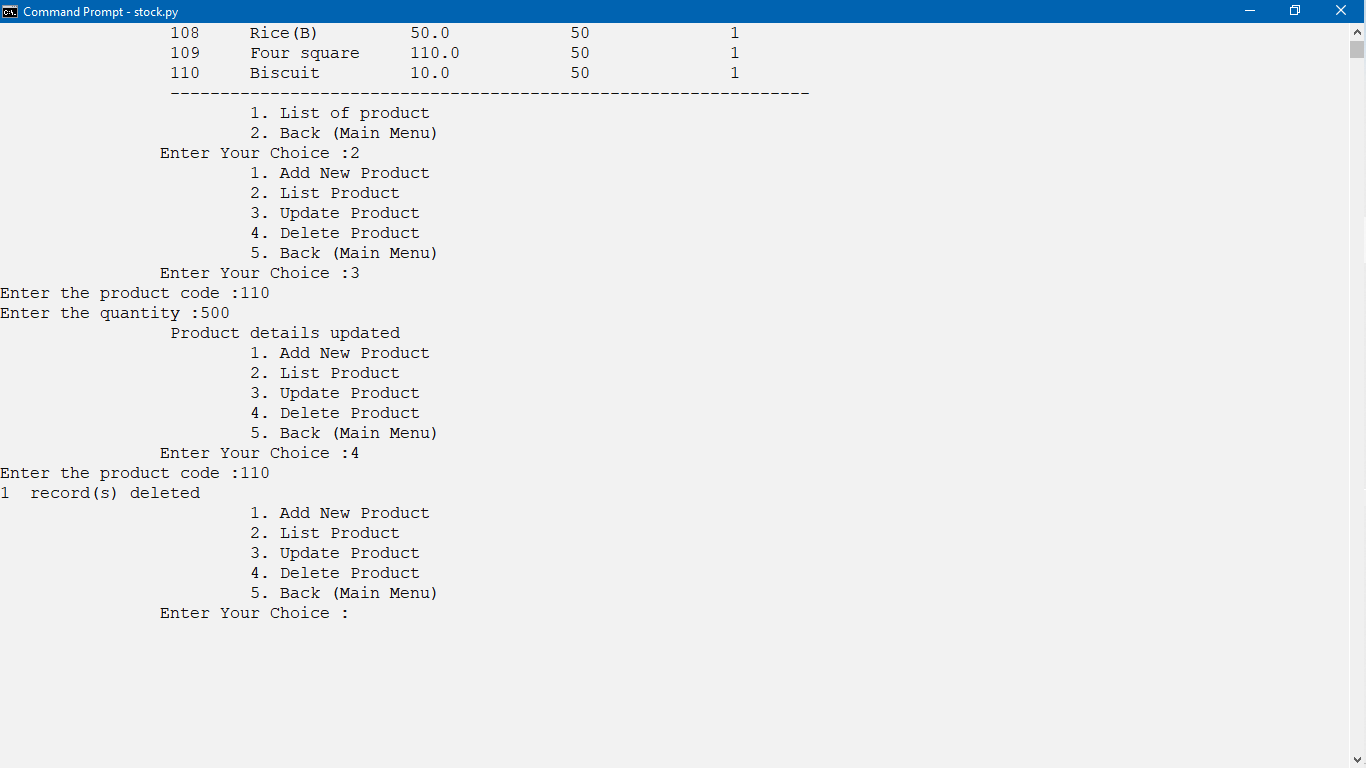 Command Prompt - stock.py
108 Rice(B) 50.0 50 1
109 Four square 110.0 50 1
110 Biscuit 10.0 50 1
----------------------------------------------------------------
1. List of product
2. Back (Main Menu)
Enter Your Choice :2
1. Add New Product
2. List Product
3. Update Product
4. Delete Product
5. Back (Main Menu)
Enter Your Choice :3
Enter the product code :110
Enter the quantity :500
Product details updated
1. Add New Product
2. List Product
3. Update Product
4. Delete Product
5. Back (Main Menu)
Enter Your Choice :4
Enter the product code :110
1  record(s) deleted
1. Add New Product
2. List Product
3. Update Product
4. Delete Product
5. Back (Main Menu)
Enter Your Choice :